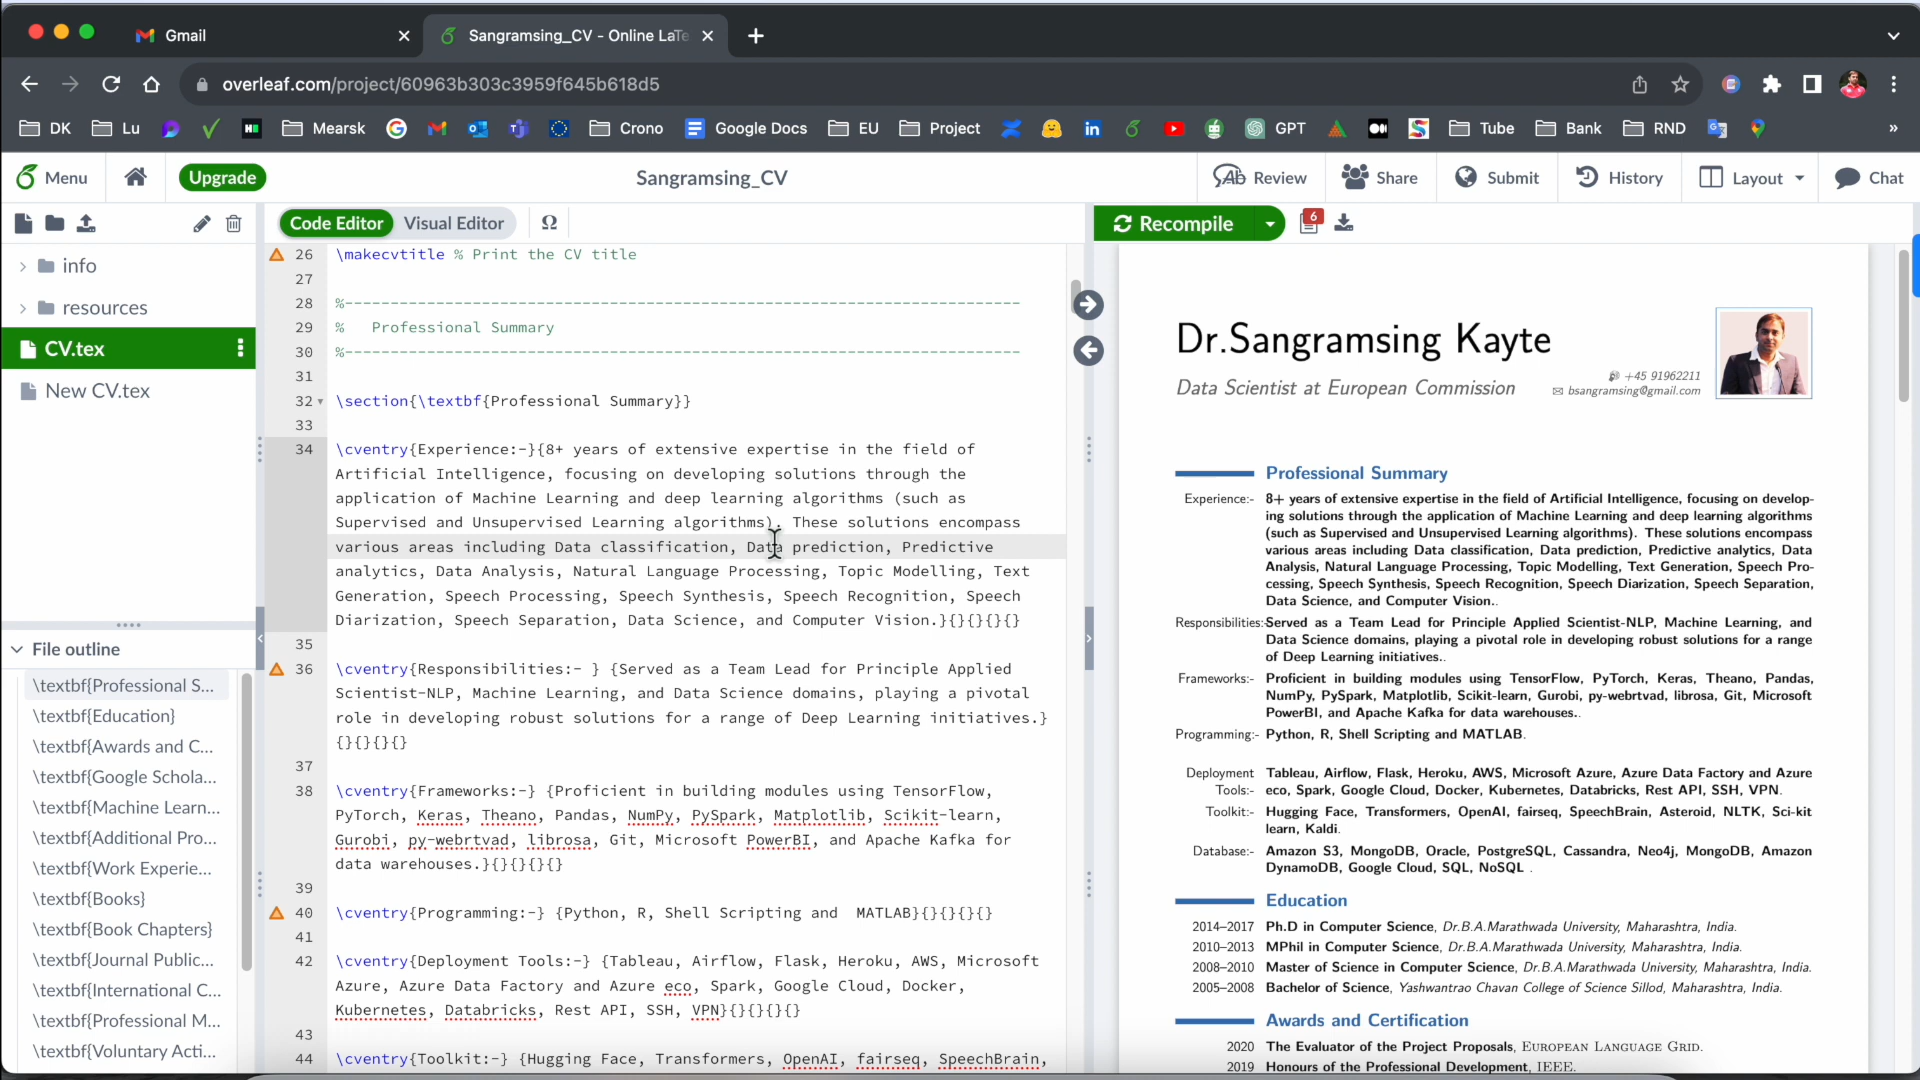 Gmail
Sangramsing_CV - Online LaTe
overleaf.com/project/60963b303c3959f645b618d5
DK Lu Mearsk Crono Google Docs EU Project GPT Tube Bank RND »
Menu Upgrade Sangramsing_CV Review Share Submit History Layout Chat
Code Editor Visual Editor Ω Recompile 6
info
resources
CV.tex
New CV.tex
File outline
\textbf{Professional S...
\textbf{Education}
\textbf{Awards and C...
\textbf{Google Schola...
\textbf{Machine Learn...
\textbf{Additional Pro...
\textbf{Work Experie...
\textbf{Books}
\textbf{Book Chapters}
\textbf{Journal Public...
\textbf{International C...
\textbf{Professional M...
\textbf{Voluntary Acti...
26 \makecvtitle % Print the CV title
27
28 %--------------------------------------------------------------------------
29 % Professional Summary
30 %--------------------------------------------------------------------------
31
32 \section{\textbf{Professional Summary}}
33
34 \cventry{Experience:-}{8+ years of extensive expertise in the field of
Artificial Intelligence, focusing on developing solutions through the
application of Machine Learning and deep learning algorithms (such as
Supervised and Unsupervised Learning algorithms). These solutions encompass
various areas including Data classification, Data prediction, Predictive
analytics, Data Analysis, Natural Language Processing, Topic Modelling, Text
Generation, Speech Processing, Speech Synthesis, Speech Recognition, Speech
Diarization, Speech Separation, Data Science, and Computer Vision.}{}{}{}{}
35
36 \cventry{Responsibilities:- } {Served as a Team Lead for Principle Applied
Scientist-NLP, Machine Learning, and Data Science domains, playing a pivotal
role in developing robust solutions for a range of Deep Learning initiatives.}
{}{}{}{}
37
38 \cventry{Frameworks:-} {Proficient in building modules using TensorFlow,
PyTorch, Keras, Theano, Pandas, NumPy, PySpark, Matplotlib, Scikit-learn,
Gurobi, py-webrtvad, librosa, Git, Microsoft PowerBI, and Apache Kafka for
data warehouses.}{}{}{}{}
39
40 \cventry{Programming:-} {Python, R, Shell Scripting and  MATLAB}{}{}{}{}
41
42 \cventry{Deployment Tools:-} {Tableau, Airflow, Flask, Heroku, AWS, Microsoft
Azure, Azure Data Factory and Azure eco, Spark, Google Cloud, Docker,
Kubernetes, Databricks, Rest API, SSH, VPN}{}{}{}{}
43
44 \cventry{Toolkit:-} {Hugging Face, Transformers, OpenAI, fairseq, SpeechBrain,
Dr.Sangramsing Kayte
Data Scientist at European Commission
+45 91962211
bsangramsing@gmail.com
Professional Summary
Experience:- 8+ years of extensive expertise in the field of Artificial Intelligence, focusing on develop-
ing solutions through the application of Machine Learning and deep learning algorithms
(such as Supervised and Unsupervised Learning algorithms). These solutions encompass
various areas including Data classification, Data prediction, Predictive analytics, Data
Analysis, Natural Language Processing, Topic Modelling, Text Generation, Speech Pro-
cessing, Speech Synthesis, Speech Recognition, Speech Diarization, Speech Separation,
Data Science, and Computer Vision..
Responsibilities:- Served as a Team Lead for Principle Applied Scientist-NLP, Machine Learning, and
Data Science domains, playing a pivotal role in developing robust solutions for a range
of Deep Learning initiatives..
Frameworks:- Proficient in building modules using TensorFlow, PyTorch, Keras, Theano, Pandas,
NumPy, PySpark, Matplotlib, Scikit-learn, Gurobi, py-webrtvad, librosa, Git, Microsoft
PowerBI, and Apache Kafka for data warehouses..
Programming:- Python, R, Shell Scripting and MATLAB.
Deployment Tableau, Airflow, Flask, Heroku, AWS, Microsoft Azure, Azure Data Factory and Azure
Tools:- eco, Spark, Google Cloud, Docker, Kubernetes, Databricks, Rest API, SSH, VPN.
Toolkit:- Hugging Face, Transformers, OpenAI, fairseq, SpeechBrain, Asteroid, NLTK, Sci-kit
learn, Kaldi.
Database:- Amazon S3, MongoDB, Oracle, PostgreSQL, Cassandra, Neo4j, MongoDB, Amazon
DynamoDB, Google Cloud, SQL, NoSQL .
Education
2014–2017 Ph.D in Computer Science, Dr.B.A.Marathwada University, Maharashtra, India.
2010–2013 MPhil in Computer Science, Dr.B.A.Marathwada University, Maharashtra, India.
2008–2010 Master of Science in Computer Science, Dr.B.A.Marathwada University, Maharashtra, India.
2005–2008 Bachelor of Science, Yashwantrao Chavan College of Science Sillod, Maharashtra, India.
Awards and Certification
2020 The Evaluator of the Project Proposals, European Language Grid.
2019 Honours of the Professional Development, IEEE.